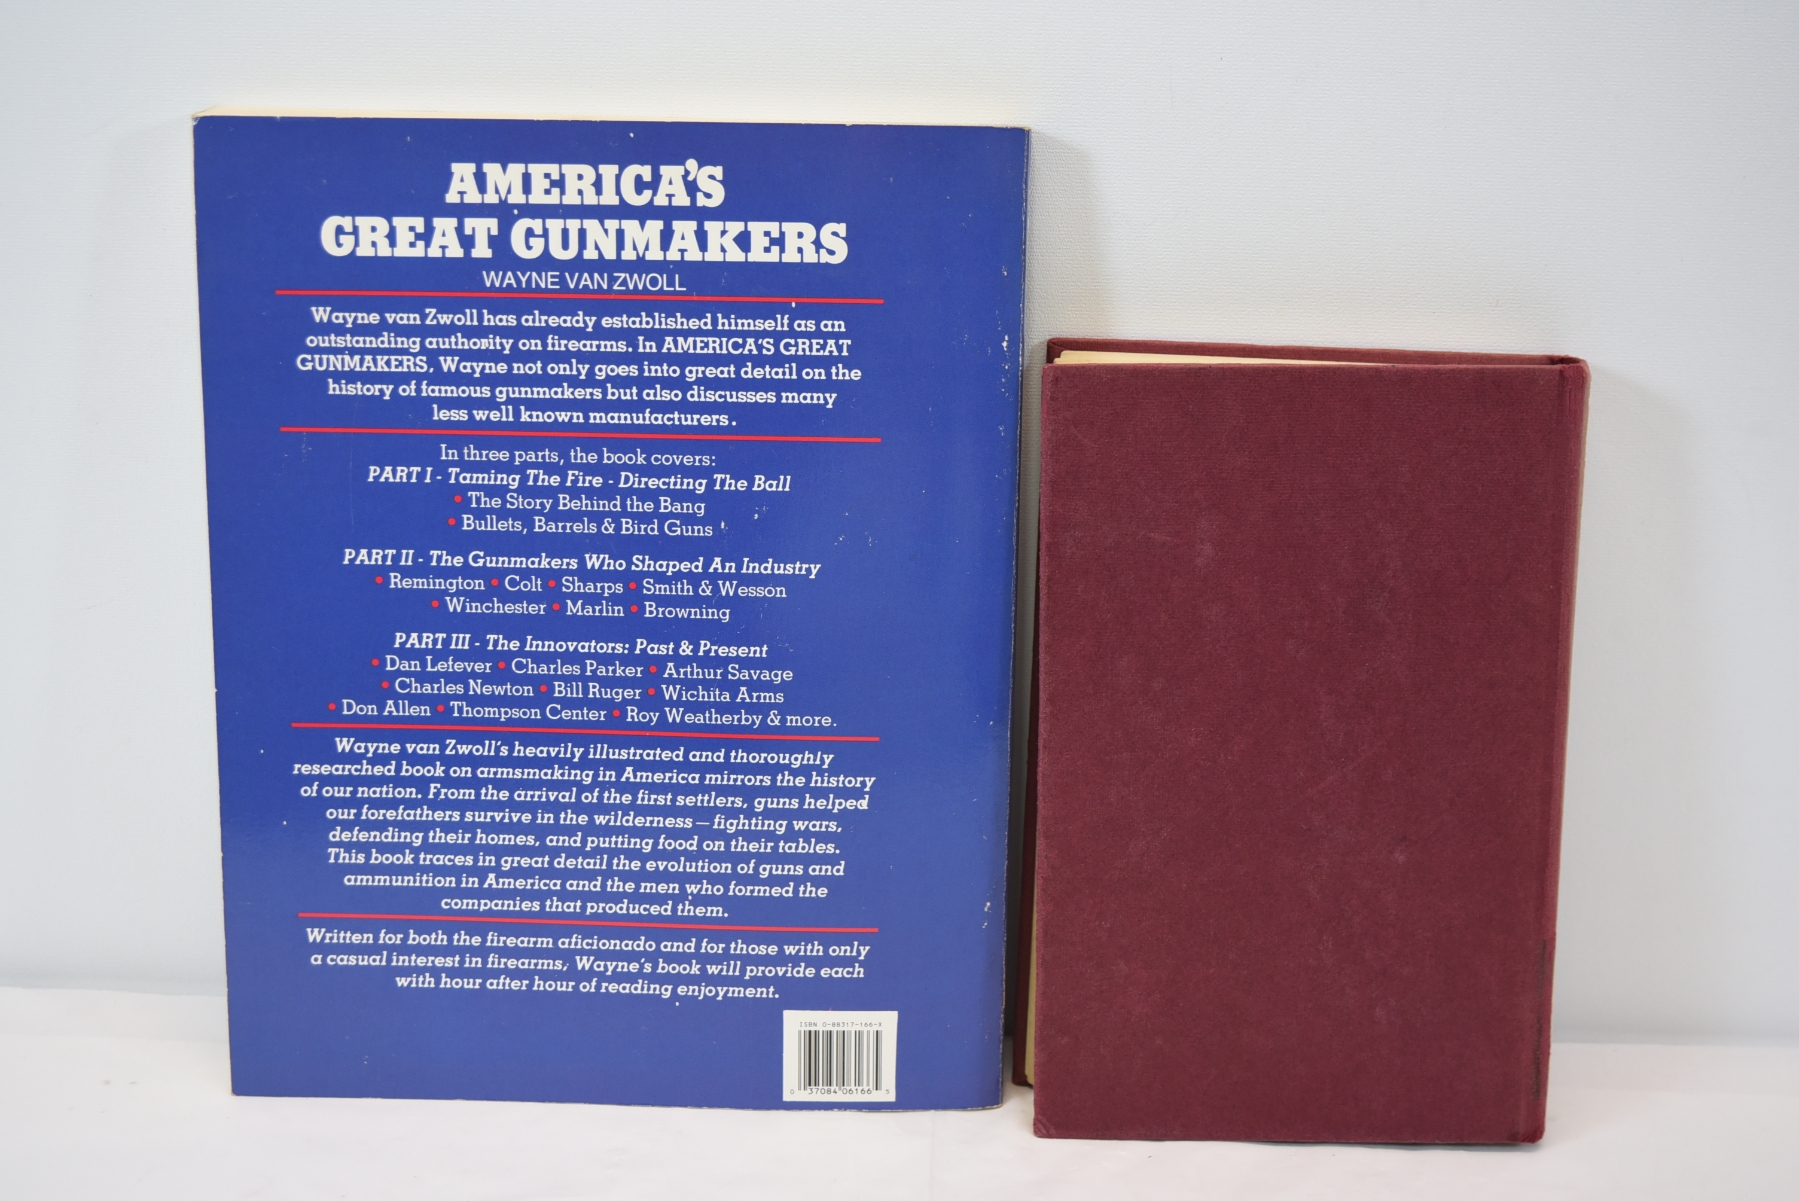 AMERICA'S
GREAT GUNMAKERS
WAYNE VAN ZWOLL
Wayne van Zwoll has already established himself as an
outstanding authority on firearms. In AMERICA'S GREAT
GUNMAKERS, Wayne not only goes into great detail on the
history of famous gunmakers but also discusses many
less well known manufacturers.
In three parts, the book covers:
PART I - Taming The Fire - Directing The Ball
• The Story Behind the Bang
• Bullets, Barrels & Bird Guns
PART II - The Gunmakers Who Shaped An Industry
• Remington • Colt • Sharps • Smith & Wesson
• Winchester • Marlin • Browning
PART III - The Innovators: Past & Present
• Dan Lefever • Charles Parker • Arthur Savage
• Charles Newton • Bill Ruger • Wichita Arms
• Don Allen • Thompson Center • Roy Weatherby & more.
Wayne van Zwoll's heavily illustrated and thoroughly
researched book on armsmaking in America mirrors the history
of our nation. From the arrival of the first settlers, guns helped
our forefathers survive in the wilderness—fighting wars,
defending their homes, and putting food on their tables.
This book traces in great detail the evolution of guns and
ammunition in America and the men who formed the
companies that produced them.
Written for both the firearm aficionado and for those with only
a casual interest in firearms, Wayne's book will provide each
with hour after hour of reading enjoyment.
ISBN 0-88317-166-X
0 37084 06166 5